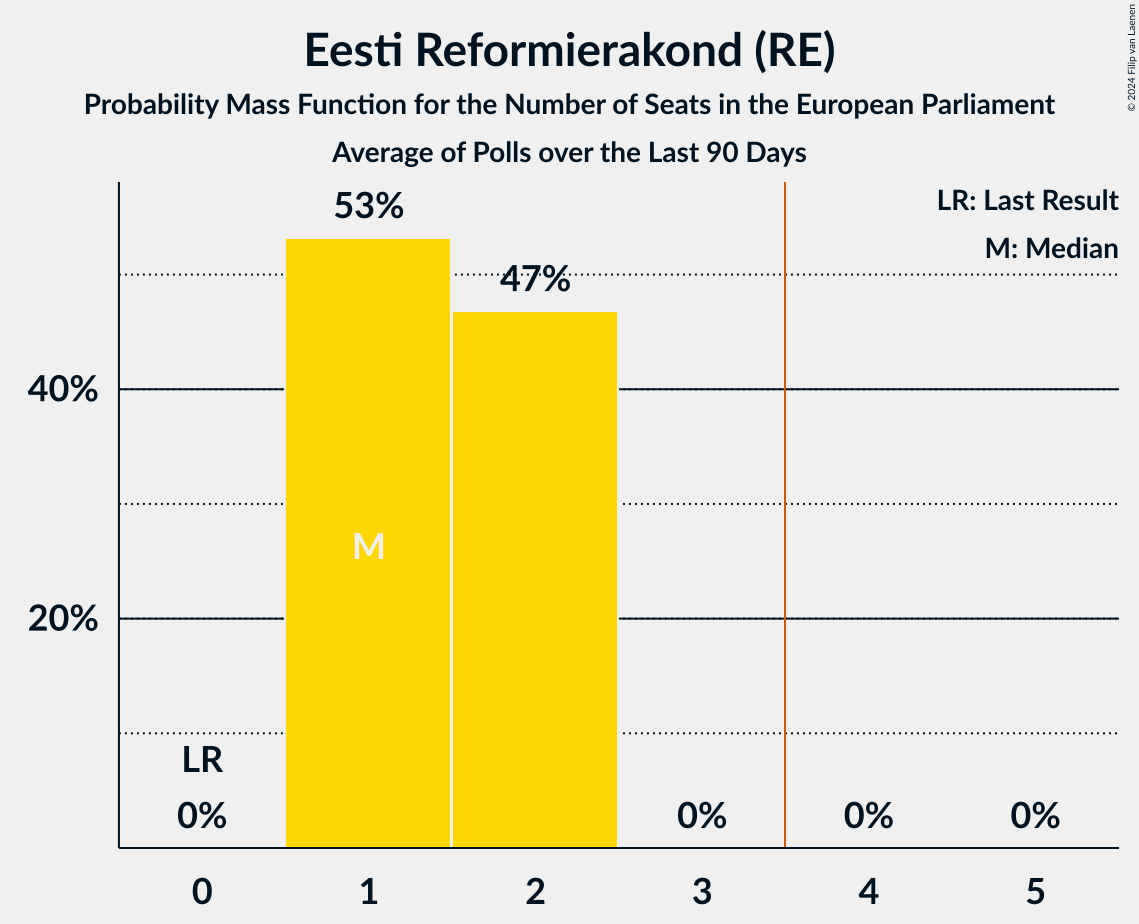 Eesti Reformierakond (RE)
Probability Mass Function for the Number of Seats in the European Parliament
Average of Polls over the Last 90 Days
© 2024 Filip van Laenen
LR: Last Result
M: Median
53%
47%
40%
20%
M
LR
0%
0%
0%
0%
0
1
2
3
4
5